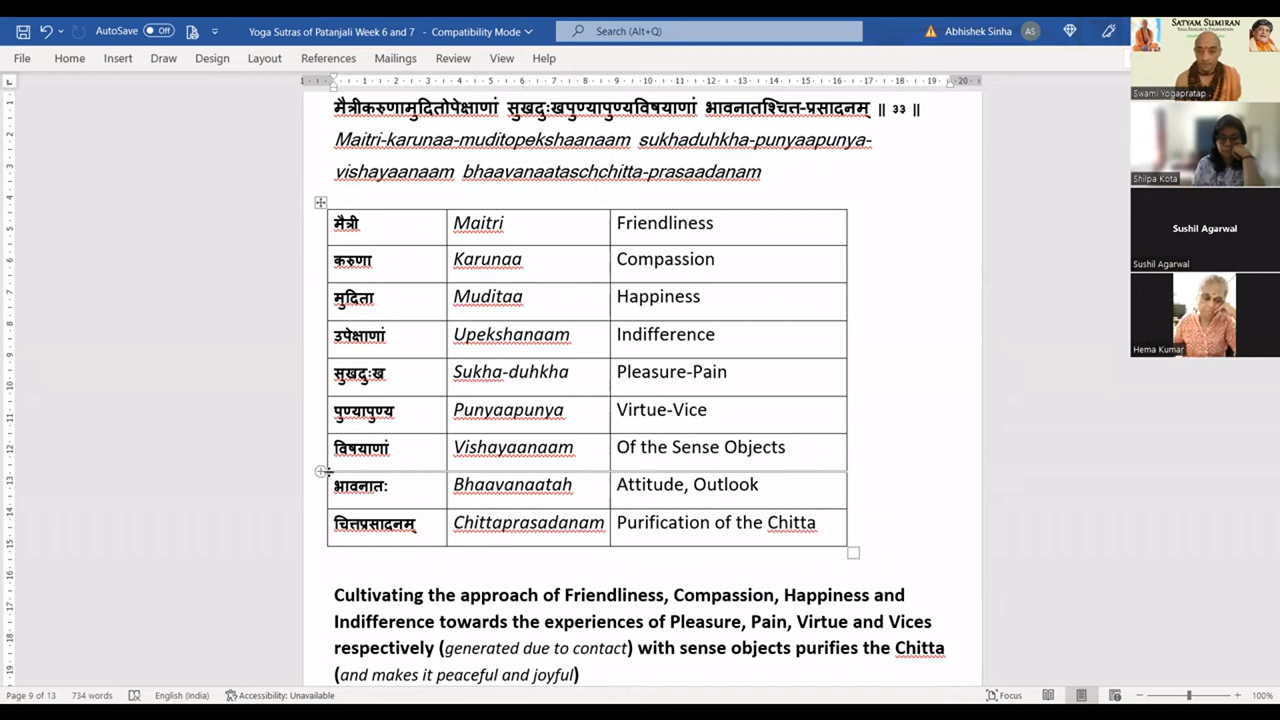 AutoSave Off
Yoga Sutras of Patanjali Week 6 and 7 - Compatibility Mode
Search (Alt+Q)
Abhishek Sinha AS
File Home Insert Draw Design Layout References Mailings Review View Help
मैत्रीकरुणामुदितोपेक्षाणां सुखदुःखपुण्यापुण्यविषयाणां भावनातश्चित्त-प्रसादनम् ॥ ३३ ॥
Maitri-karunaa-muditopekshaanaam sukhaduhkha-punyaapunya-
vishayaanaam bhaavanaataschchitta-prasaadanam
मैत्री Maitri Friendliness
करुणा Karunaa Compassion
मुदिता Muditaa Happiness
उपेक्षाणां Upekshanaam Indifference
सुखदुःख Sukha-duhkha Pleasure-Pain
पुण्यापुण्य Punyaapunya Virtue-Vice
विषयाणां Vishayaanaam Of the Sense Objects
भावनातः Bhaavanaatah Attitude, Outlook
चित्तप्रसादनम् Chittaprasadanam Purification of the Chitta
Cultivating the approach of Friendliness, Compassion, Happiness and
Indifference towards the experiences of Pleasure, Pain, Virtue and Vices
respectively (generated due to contact) with sense objects purifies the Chitta
(and makes it peaceful and joyful)
Page 9 of 13 734 words English (India) Accessibility: Unavailable Focus 100%
SATYAM SUMIRAN
Swami Yogapratap
Shilpa Kota
Sushil Agarwal
Sushil Agarwal
Hema Kumar